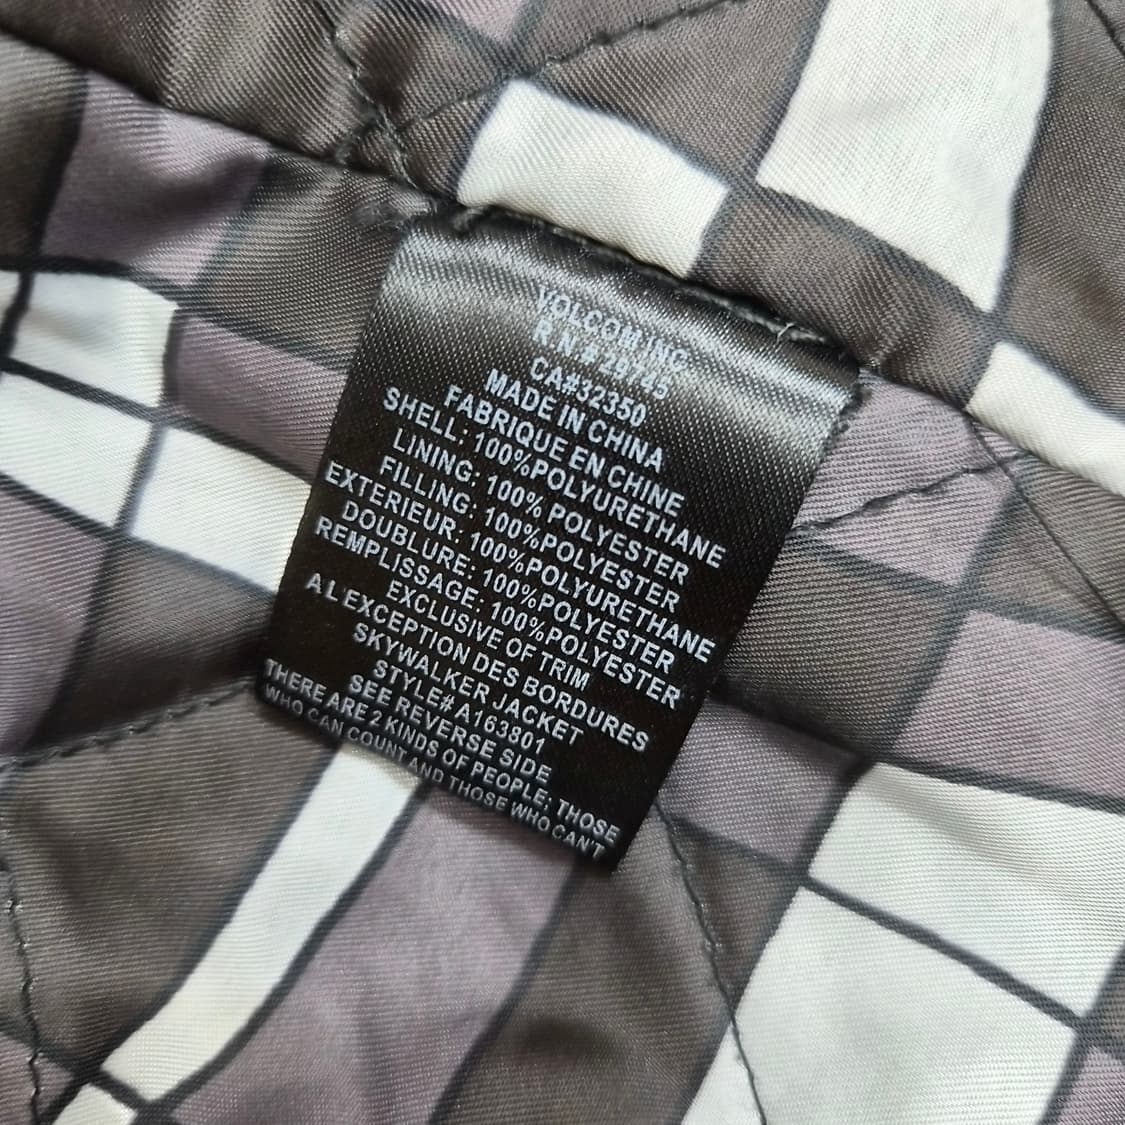 VOLCOM INC
R.N.# 29745
CA#32350
MADE IN CHINA
FABRIQUE EN CHINE
SHELL: 100%POLYURETHANE
LINING: 100% POLYESTER
FILLING: 100%POLYESTER
EXTERIEUR: 100%POLYURETHANE
DOUBLURE: 100%POLYESTER
REMPLISSAGE: 100%POLYESTER
EXCLUSIVE OF TRIM
A L'EXCEPTION DES BORDURES
SKYWALKER JACKET
STYLE# A163801
SEE REVERSE SIDE
THERE ARE 2 KINDS OF PEOPLE; THOSE
WHO CAN COUNT AND THOSE WHO CAN'T